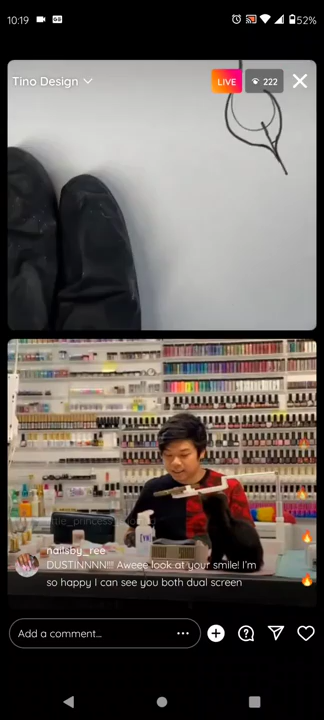 10:19
52%
Tino Design
LIVE
222
nailsby_ree
DUSTINNNN!!! Aweee look at your smile! I'm
so happy I can see you both dual screen
Add a comment...